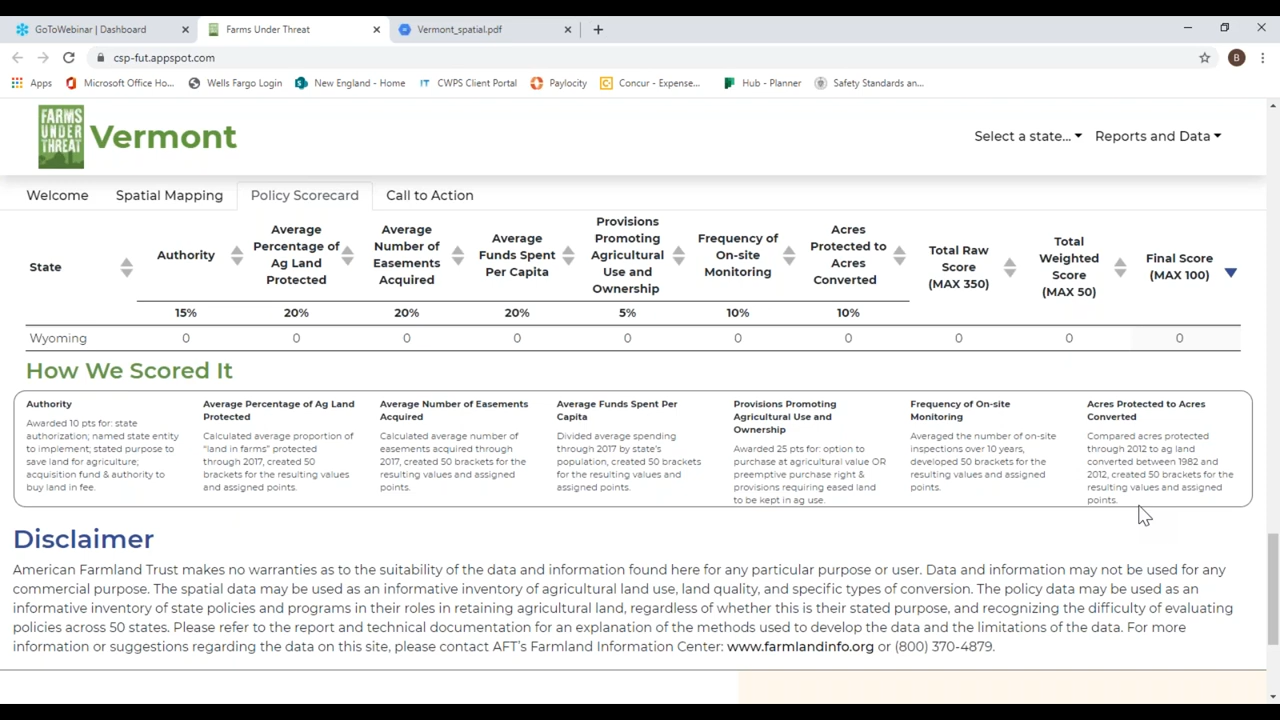 GoToWebinar | Dashboard
Farms Under Threat
Vermont_spatial.pdf
csp-fut.appspot.com
B
Apps
Microsoft Office Ho...
Wells Fargo Login
New England - Home
IT CWPS Client Portal
Paylocity
Concur - Expense...
Hub - Planner
Safety Standards an...
FARMS
UNDER
THREAT
Vermont
Select a state...
Reports and Data
Welcome
Spatial Mapping
Policy Scorecard
Call to Action
State
Authority
Average
Percentage of
Ag Land
Protected
Average
Number of
Easements
Acquired
Average
Funds Spent
Per Capita
Provisions
Promoting
Agricultural
Use and
Ownership
Frequency of
On-site
Monitoring
Acres
Protected to
Acres
Converted
Total Raw
Score
(MAX 350)
Total
Weighted
Score
(MAX 50)
Final Score
(MAX 100)
15% 20% 20% 20% 5% 10% 10%
Wyoming 0 0 0 0 0 0 0 0 0 0
How We Scored It
Authority
Awarded 10 pts for: state
authorization; named state entity
to implement; stated purpose to
save land for agriculture;
acquisition fund & authority to
buy land in fee.
Average Percentage of Ag Land
Protected
Calculated average proportion of
"land in farms" protected
through 2017, created 50
brackets for the resulting values
and assigned points.
Average Number of Easements
Acquired
Calculated average number of
easements acquired through
2017, created 50 brackets for the
resulting values and assigned
points.
Average Funds Spent Per
Capita
Divided average spending
through 2017 by state's
population, created 50 brackets
for the resulting values and
assigned points.
Provisions Promoting
Agricultural Use and
Ownership
Awarded 25 pts for: option to
purchase at agricultural value OR
preemptive purchase right &
provisions requiring eased land
to be kept in ag use.
Frequency of On-site
Monitoring
Averaged the number of on-site
inspections over 10 years,
developed 50 brackets for the
resulting values and assigned
points.
Acres Protected to Acres
Converted
Compared acres protected
through 2012 to ag land
converted between 1982 and
2012, created 50 brackets for the
resulting values and assigned
points.
Disclaimer
American Farmland Trust makes no warranties as to the suitability of the data and information found here for any particular purpose or user. Data and information may not be used for any
commercial purpose. The spatial data may be used as an informative inventory of agricultural land use, land quality, and specific types of conversion. The policy data may be used as an
informative inventory of state policies and programs in their roles in retaining agricultural land, regardless of whether this is their stated purpose, and recognizing the difficulty of evaluating
policies across 50 states. Please refer to the report and technical documentation for an explanation of the methods used to develop the data and the limitations of the data. For more
information or suggestions regarding the data on this site, please contact AFT's Farmland Information Center: www.farmlandinfo.org or (800) 370-4879.